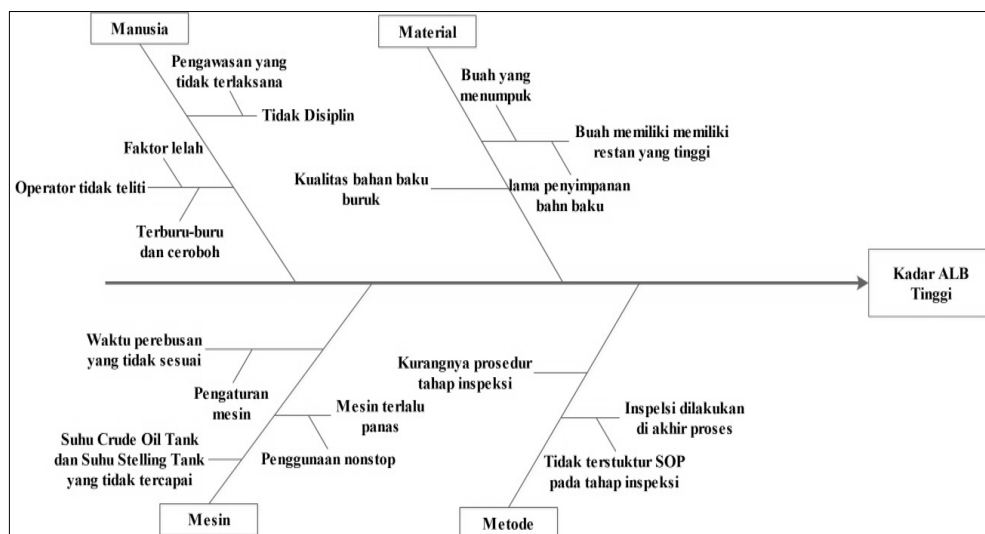 Manusia
Material
Pengawasan yang
tidak terlaksana
Tidak Disiplin
Faktor lelah
Operator tidak teliti
Terburu-buru
dan ceroboh
Buah yang
menumpuk
Buah memiliki memiliki
restan yang tinggi
Kualitas bahan baku
buruk
lama penyimpanan
bahn baku
Kadar ALB
Tinggi
Waktu perebusan
yang tidak sesuai
Pengaturan
mesin
Mesin terlalu
panas
Penggunaan nonstop
Suhu Crude Oil Tank
dan Suhu Stelling Tank
yang tidak tercapai
Kurangnya prosedur
tahap inspeksi
Inspelsi dilakukan
di akhir proses
Tidak terstuktur SOP
pada tahap inspeksi
Mesin
Metode